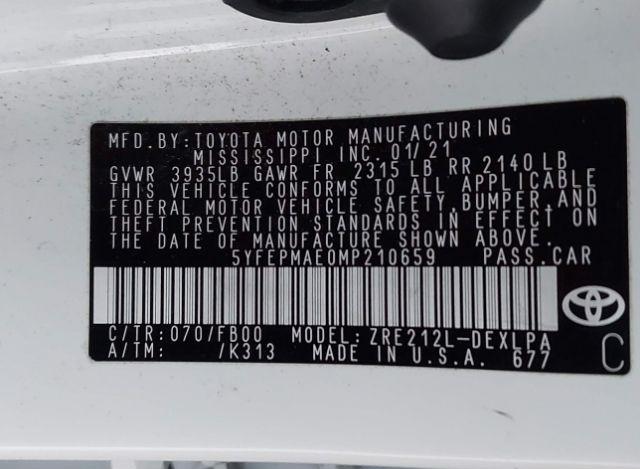 MFD.BY:TOYOTA MOTOR MANUFACTURING
MISSISSIPPI INC.01/21
GVWR 3935LB GAWR FR 2315 LB RR 2140 LB
THIS VEHICLE CONFORMS TO ALL APPLICABLE
FEDERAL MOTOR VEHICLE SAFETY,BUMPER,AND
THEFT PREVENTION STANDARDS IN EFFECT ON
THE DATE OF MANUFACTURE SHOWN ABOVE.
5YFEPMAE0MP210659 PASS.CAR
C/TR:070/FB00 MODEL:ZRE212L-DEXLPA
A/TM: /K313 MADE IN U.S.A. 677 C